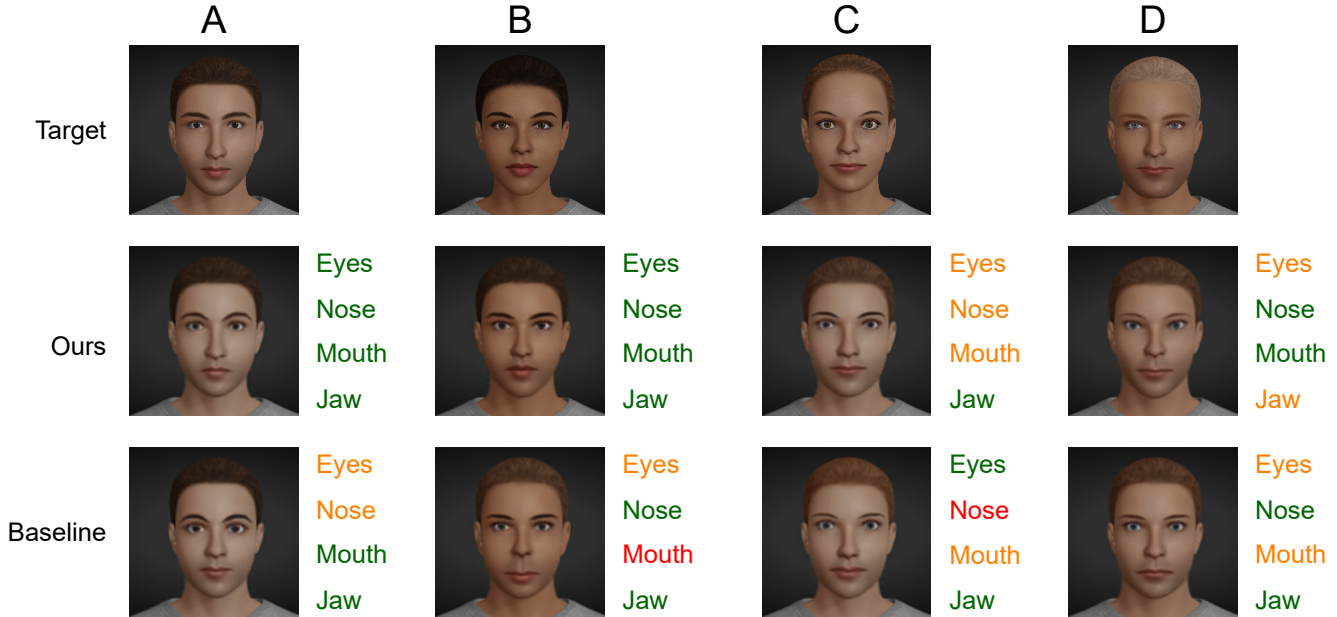 A B C D
Target
Ours
Eyes Eyes Eyes Eyes
Nose Nose Nose Nose
Mouth Mouth Mouth Mouth
Jaw Jaw Jaw Jaw
Baseline
Eyes Eyes Eyes Eyes
Nose Nose Nose Nose
Mouth Mouth Mouth Mouth
Jaw Jaw Jaw Jaw